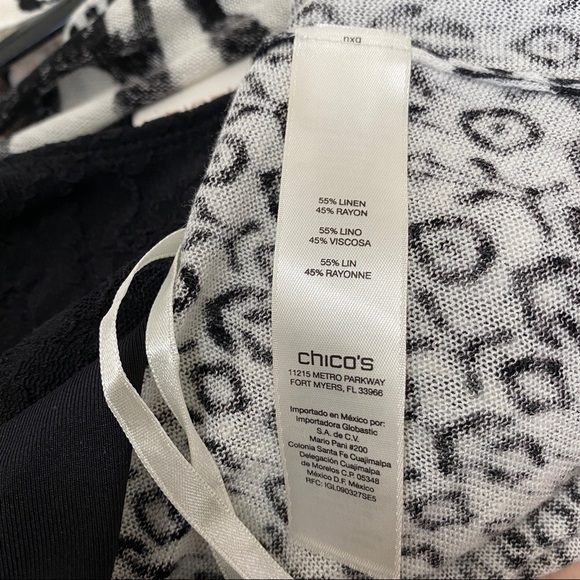 nxq
55% LINEN
45% RAYON
55% LINO
45% VISCOSA
55% LIN
45% RAYONNE
chico's
11215 METRO PARKWAY
FORT MYERS, FL 33966
Importado en México por:
Importadora Globastic
S.A. de C.V.
Mario Pani #200
Colonia Santa Fe Cuajimalpa
Delegación Cuajimalpa
de Morelos C.P. 05348
México D.F. México
RFC: IGL090327SE5